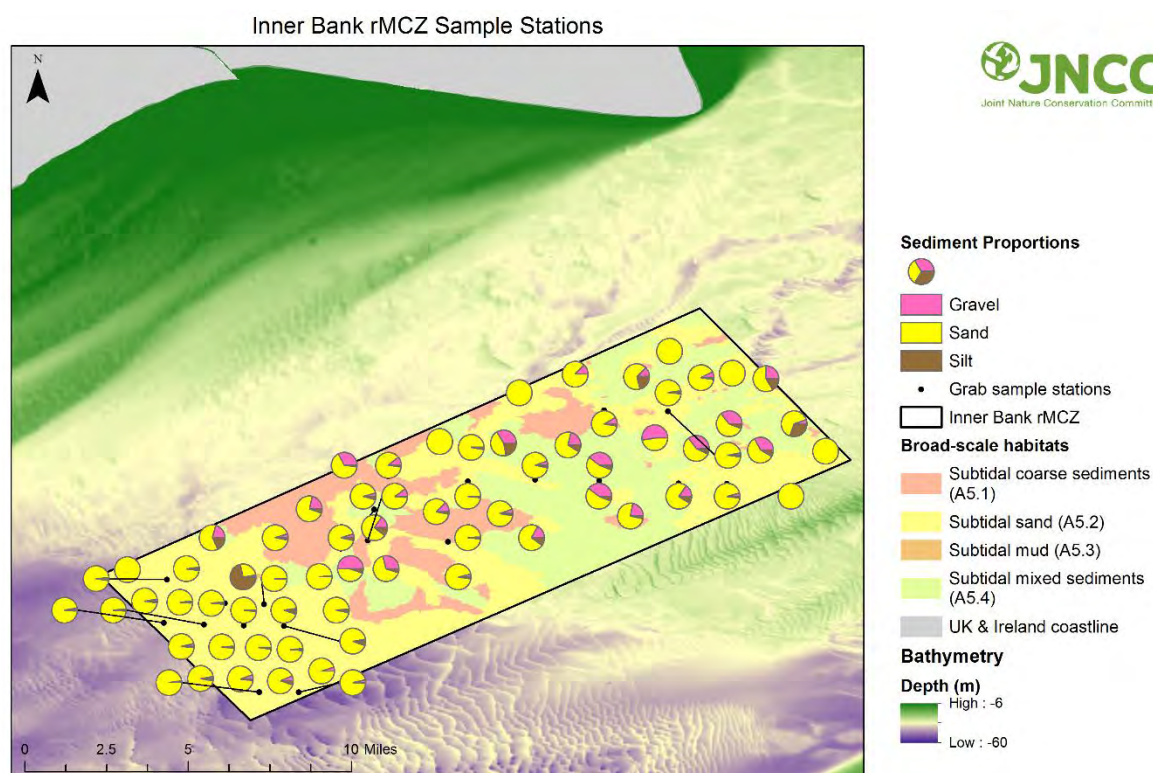 Inner Bank rMCZ Sample Stations
N
JNCC
Joint Nature Conservation Committe
Sediment Proportions
Gravel
Sand
Silt
Grab sample stations
Inner Bank rMCZ
Broad-scale habitats
Subtidal coarse sediments
(A5.1)
Subtidal sand (A5.2)
Subtidal mud (A5.3)
Subtidal mixed sediments
(A5.4)
UK & Ireland coastline
Bathymetry
Depth (m)
High : -6
Low : -60
0 2.5 5 10 Miles